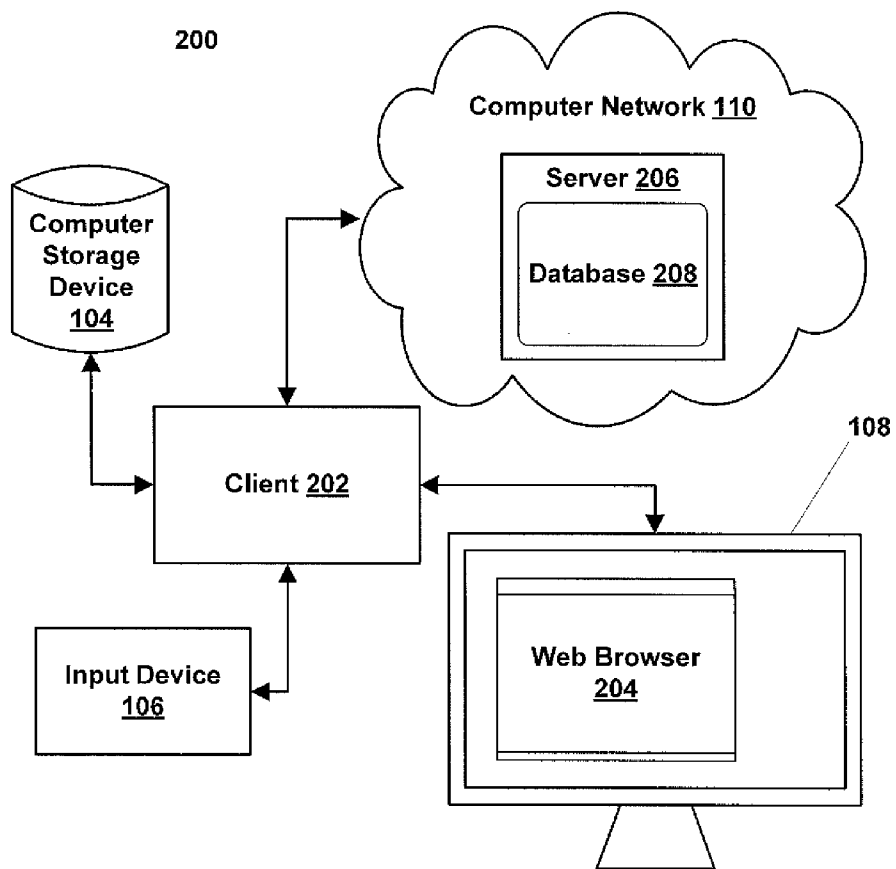 200
Computer Network 110
Server 206
Database 208
Computer
Storage
Device
104
Client 202
108
Input Device
106
Web Browser
204